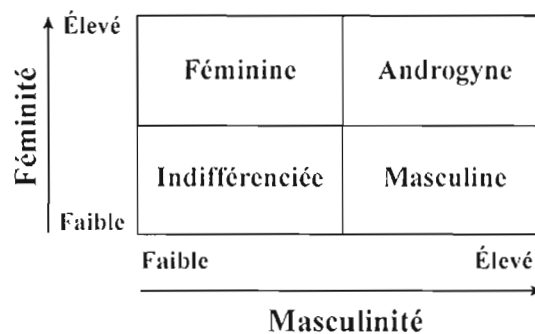 Élevé
Féminine
Androgyne
Féminité
Indifférenciée
Masculine
Faible
Faible
Élevé
Masculinité